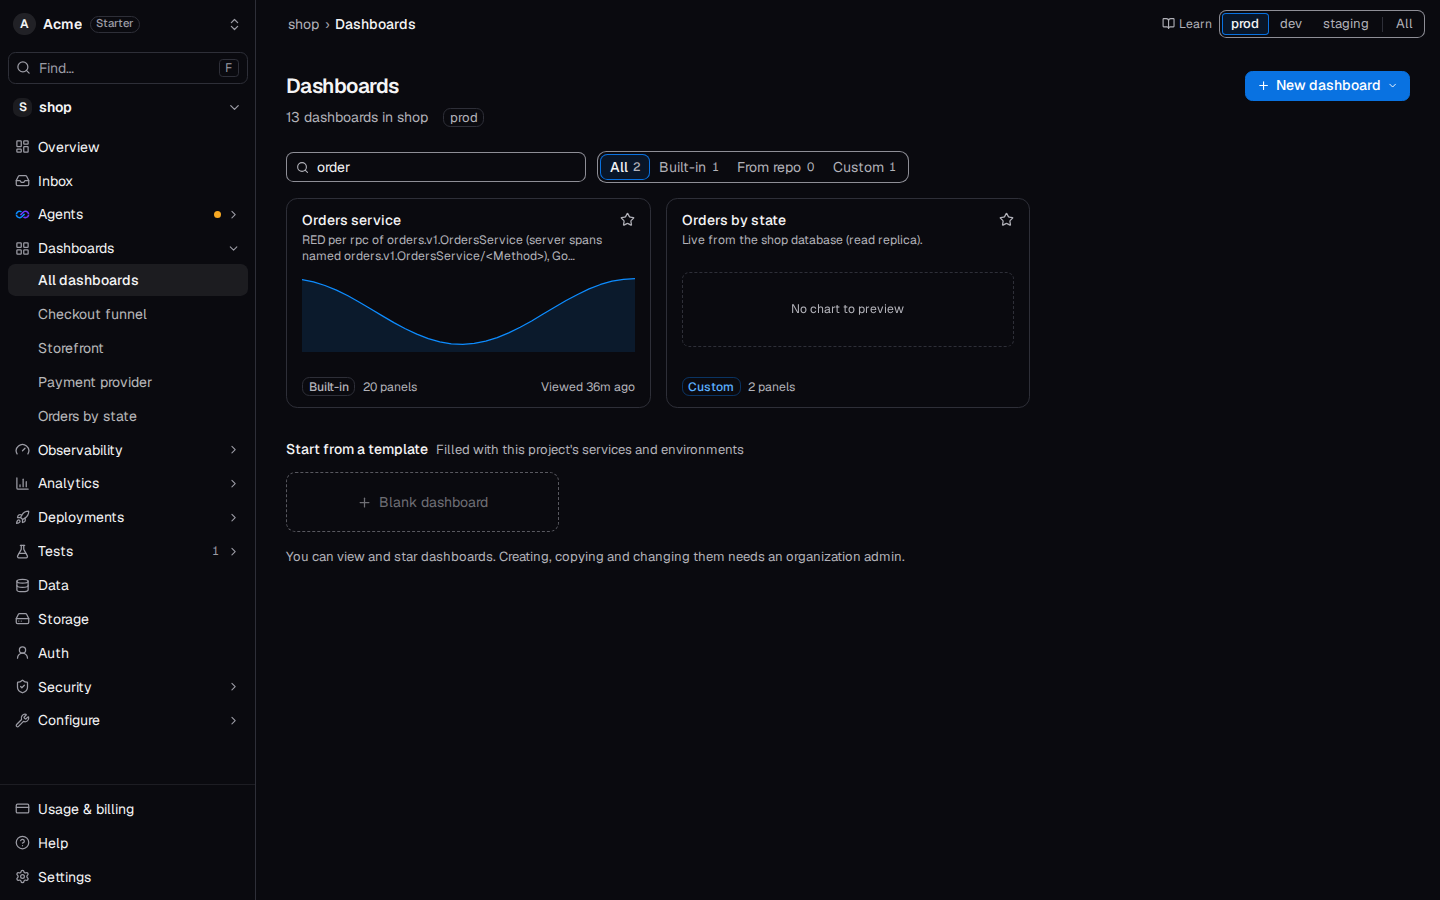 A Acme Starter
Find...
F
S shop
Overview
Inbox
Agents
Dashboards
All dashboards
Checkout funnel
Storefront
Payment provider
Orders by state
Observability
Analytics
Deployments
Tests 1
Data
Storage
Auth
Security
Configure
Usage & billing
Help
Settings
shop › Dashboards
Learn
prod dev staging All
Dashboards
13 dashboards in shop prod
New dashboard
order
All 2 Built-in 1 From repo 0 Custom 1
Orders service
RED per rpc of orders.v1.OrdersService (server spans
named orders.v1.OrdersService/<Method>), Go...
Built-in 20 panels Viewed 36m ago
Orders by state
Live from the shop database (read replica).
No chart to preview
Custom 2 panels
Start from a template Filled with this project's services and environments
Blank dashboard
You can view and star dashboards. Creating, copying and changing them needs an organization admin.